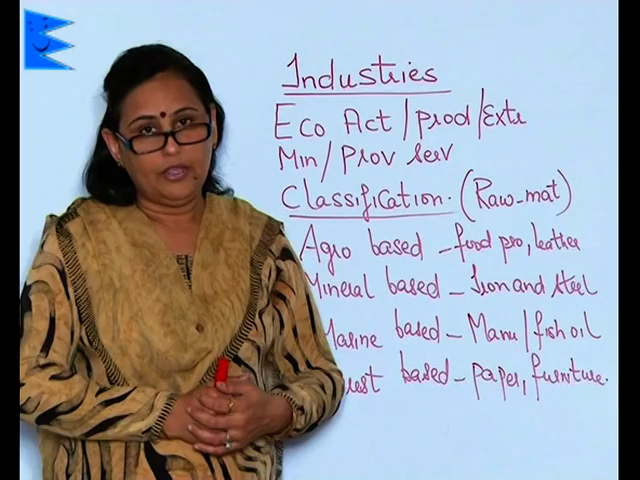 Industries
Eco Act / prod / Extr
Min / Prov serv
Classification. (Raw-mat)
Agro based - food pro, leather
Mineral based - Iron and steel
Marine based - Manu / fish oil
based - paper, furniture.